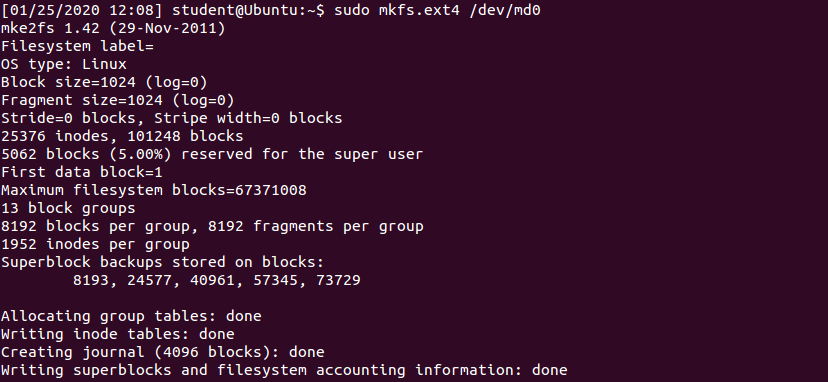 [01/25/2020 12:08] student@Ubuntu:~$ sudo mkfs.ext4 /dev/md0
mke2fs 1.42 (29-Nov-2011)
Filesystem label=
OS type: Linux
Block size=1024 (log=0)
Fragment size=1024 (log=0)
Stride=0 blocks, Stripe width=0 blocks
25376 inodes, 101248 blocks
5062 blocks (5.00%) reserved for the super user
First data block=1
Maximum filesystem blocks=67371008
13 block groups
8192 blocks per group, 8192 fragments per group
1952 inodes per group
Superblock backups stored on blocks:
        8193, 24577, 40961, 57345, 73729

Allocating group tables: done
Writing inode tables: done
Creating journal (4096 blocks): done
Writing superblocks and filesystem accounting information: done